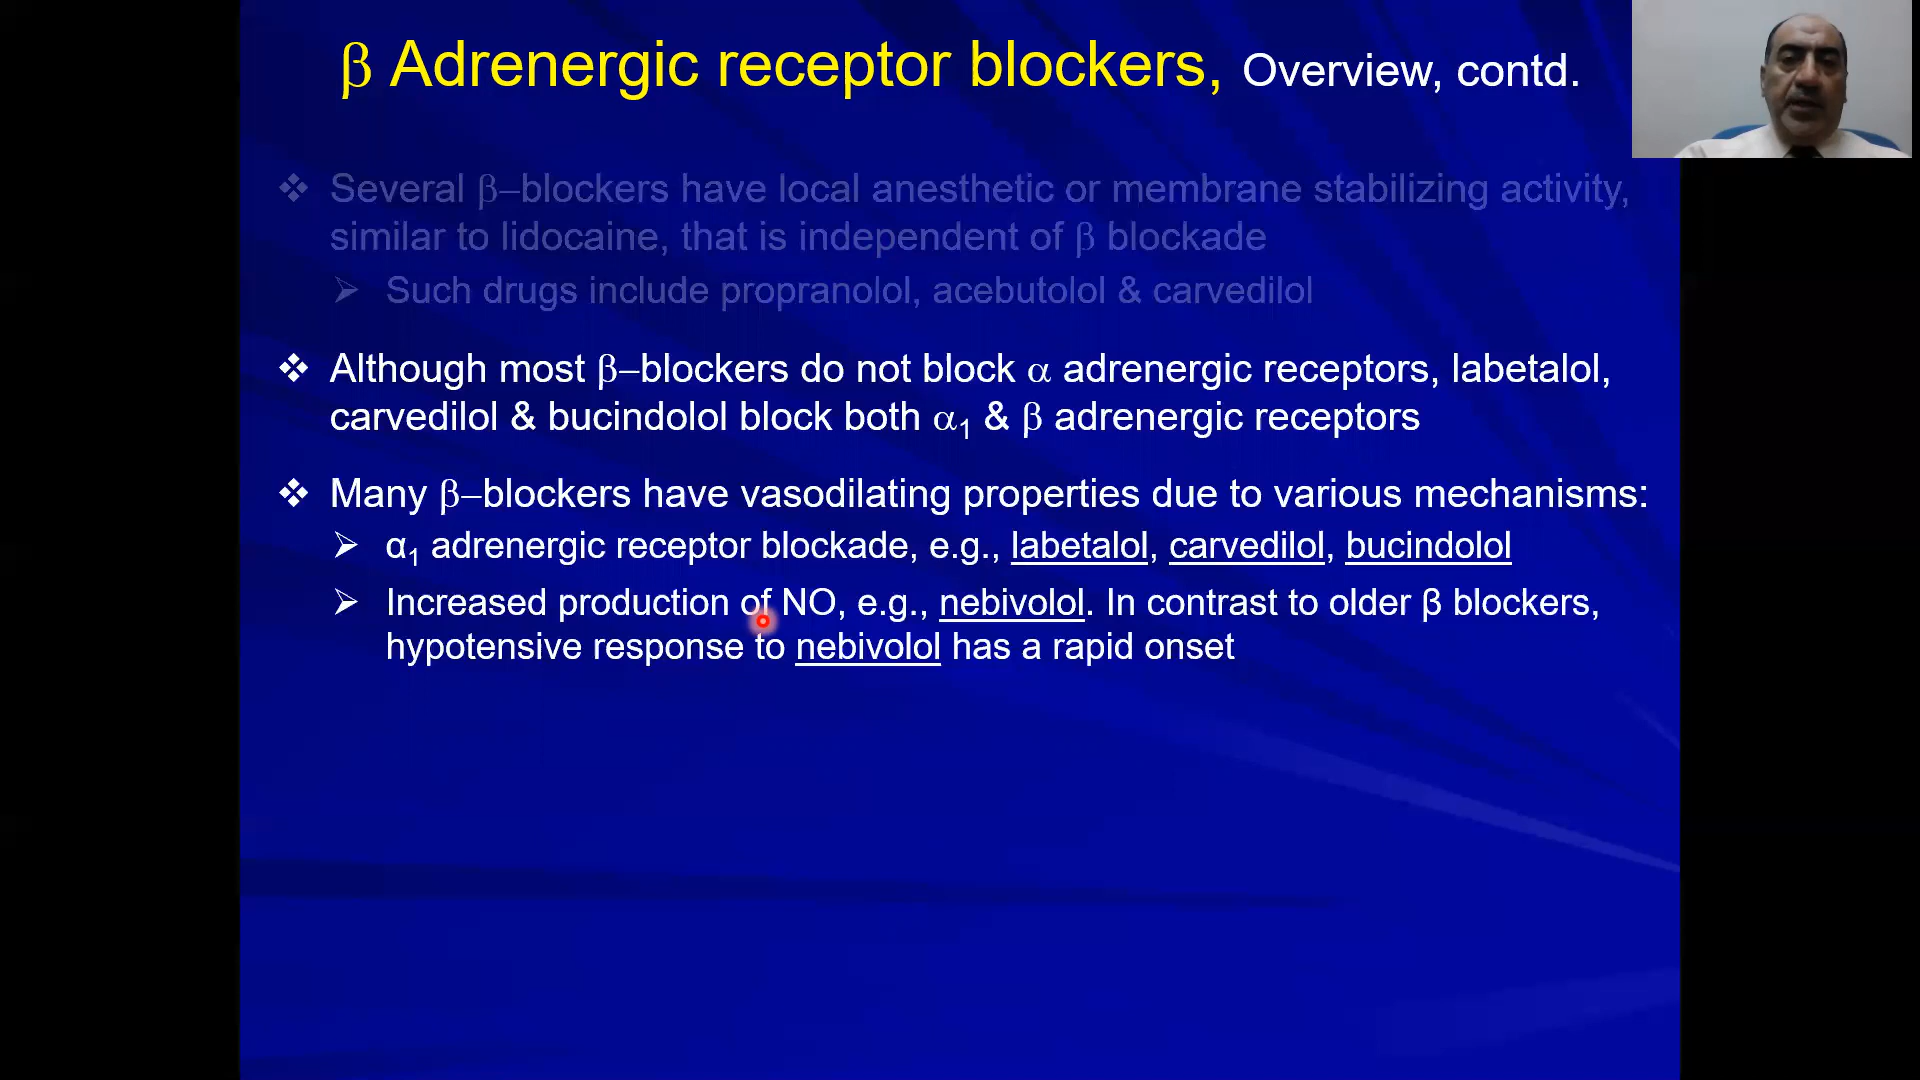 β Adrenergic receptor blockers, Overview, contd.
❖ Several β–blockers have local anesthetic or membrane stabilizing activity,
similar to lidocaine, that is independent of β blockade
➢ Such drugs include propranolol, acebutolol & carvedilol
❖ Although most β–blockers do not block α adrenergic receptors, labetalol,
carvedilol & bucindolol block both α₁ & β adrenergic receptors
❖ Many β–blockers have vasodilating properties due to various mechanisms:
➢ α₁ adrenergic receptor blockade, e.g., labetalol, carvedilol, bucindolol
➢ Increased production of NO, e.g., nebivolol. In contrast to older β blockers,
hypotensive response to nebivolol has a rapid onset